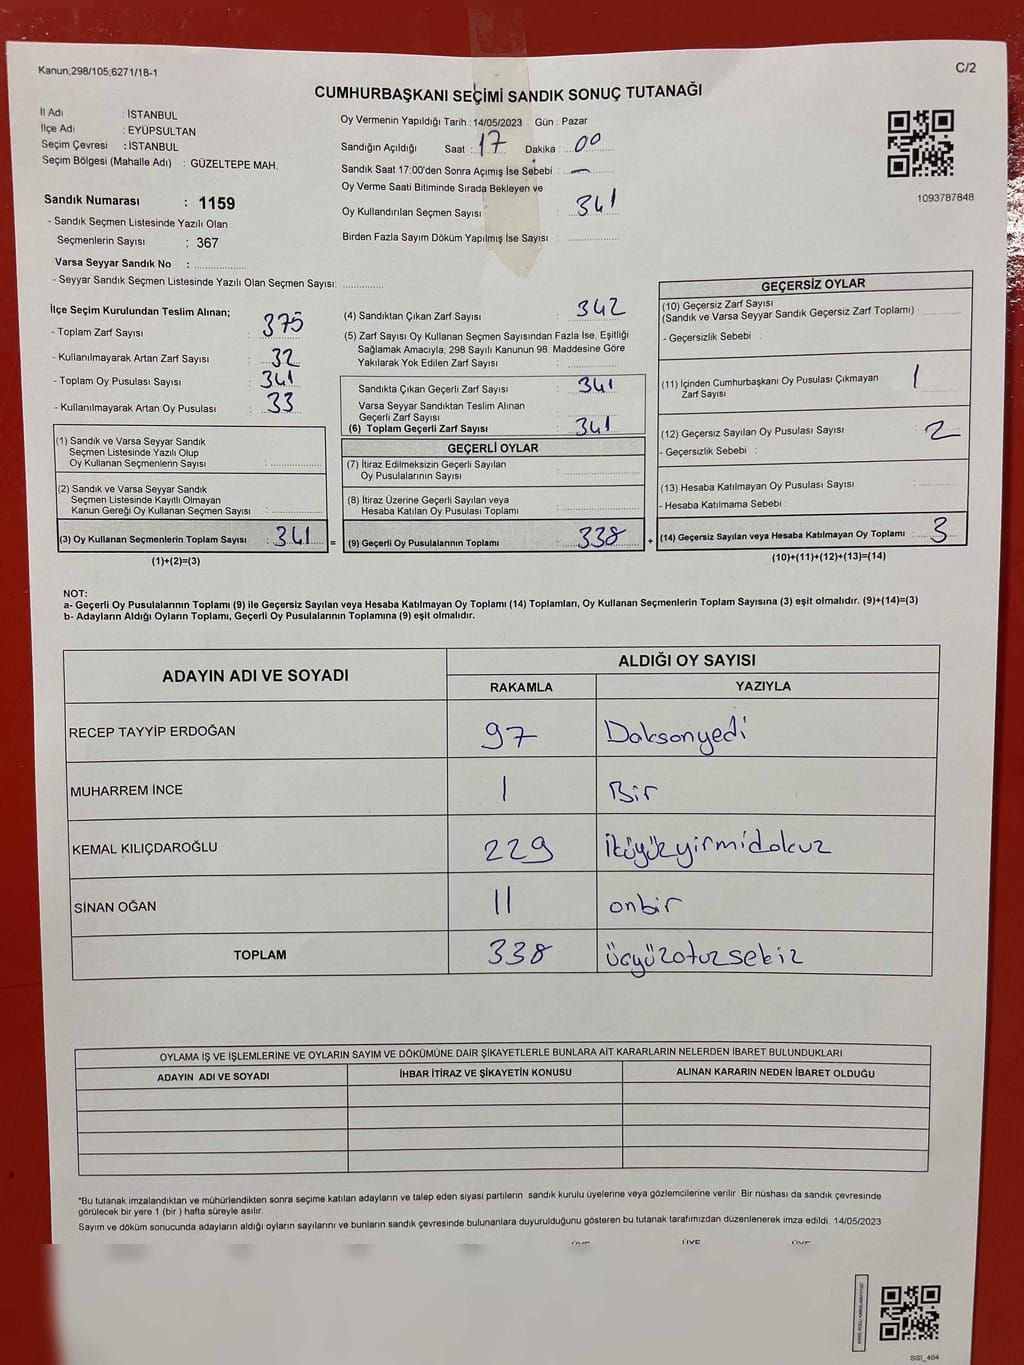 Kanun;298/105;6271/18-1
C/2
CUMHURBAŞKANI SEÇİMİ SANDIK SONUÇ TUTANAĞI
İl Adı : İSTANBUL
İlçe Adı : EYÜPSULTAN
Seçim Çevresi : İSTANBUL
Seçim Bölgesi (Mahalle Adı) : GÜZELTEPE MAH.
Sandık Numarası : 1159
- Sandık Seçmen Listesinde Yazılı Olan
Seçmenlerin Sayısı : 367
Varsa Seyyar Sandık No :
- Seyyar Sandık Seçmen Listesinde Yazılı Olan Seçmen Sayısı:
Oy Vermenin Yapıldığı Tarih : 14/05/2023 Gün : Pazar
Sandığın Açıldığı Saat : 17 Dakika : 00
Sandık Saat 17:00'den Sonra Açımış İse Sebebi : —
Oy Verme Saati Bitiminde Sırada Bekleyen ve
Oy Kullandırılan Seçmen Sayısı : 341
Birden Fazla Sayım Döküm Yapılmış İse Sayısı :
1093787848
İlçe Seçim Kurulundan Teslim Alınan;
- Toplam Zarf Sayısı : 375
- Kullanılmayarak Artan Zarf Sayısı : 32
- Toplam Oy Pusulası Sayısı : 341
- Kullanılmayarak Artan Oy Pusulası : 33
(1) Sandık ve Varsa Seyyar Sandık
Seçmen Listesinde Yazılı Olup
Oy Kullanan Seçmenlerin Sayısı :
(2) Sandık ve Varsa Seyyar Sandık
Seçmen Listesinde Kayıtlı Olmayan
Kanun Gereği Oy Kullanan Seçmen Sayısı :
(3) Oy Kullanan Seçmenlerin Toplam Sayısı : 341 =
(1)+(2)=(3)
(4) Sandıktan Çıkan Zarf Sayısı : 342
(5) Zarf Sayısı Oy Kullanan Seçmen Sayısından Fazla İse, Eşitliği
Sağlamak Amacıyla; 298 Sayılı Kanunun 98. Maddesine Göre
Yakılarak Yok Edilen Zarf Sayısı :
Sandıkta Çıkan Geçerli Zarf Sayısı : 341
Varsa Seyyar Sandıktan Teslim Alınan
Geçerli Zarf Sayısı :
(6) Toplam Geçerli Zarf Sayısı : 341
GEÇERLİ OYLAR
(7) İtiraz Edilmeksizin Geçerli Sayılan
Oy Pusulalarının Sayısı :
(8) İtiraz Üzerine Geçerli Sayılan veya
Hesaba Katılan Oy Pusulası Toplamı :
(9) Geçerli Oy Pusulalarının Toplamı : 338 +
GEÇERSİZ OYLAR
(10) Geçersiz Zarf Sayısı
(Sandık ve Varsa Seyyar Sandık Geçersiz Zarf Toplamı) :
- Geçersizlik Sebebi :
(11) İçinden Cumhurbaşkanı Oy Pusulası Çıkmayan
Zarf Sayısı : 1
(12) Geçersiz Sayılan Oy Pusulası Sayısı : 2
- Geçersizlik Sebebi :
(13) Hesaba Katılmayan Oy Pusulası Sayısı :
- Hesaba Katılmama Sebebi :
(14) Geçersiz Sayılan veya Hesaba Katılmayan Oy Toplamı : 3
(10)+(11)+(12)+(13)=(14)
NOT:
a- Geçerli Oy Pusulalarının Toplamı (9) ile Geçersiz Sayılan veya Hesaba Katılmayan Oy Toplamı (14) Toplamları, Oy Kullanan Seçmenlerin Toplam Sayısına (3) eşit olmalıdır. (9)+(14)=(3)
b- Adayların Aldığı Oyların Toplamı, Geçerli Oy Pusulalarının Toplamına (9) eşit olmalıdır.
ADAYIN ADI VE SOYADI
ALDIĞI OY SAYISI
RAKAMLA YAZIYLA
RECEP TAYYİP ERDOĞAN 97 Doksanyedi
MUHARREM İNCE 1 Bir
KEMAL KILIÇDAROĞLU 229 ikiyüzyirmidokuz
SİNAN OĞAN 11 onbir
TOPLAM 338 üçyüzotuzsekiz
OYLAMA İŞ VE İŞLEMLERİNE VE OYLARIN SAYIM VE DÖKÜMÜNE DAİR ŞİKAYETLERLE BUNLARA AİT KARARLARIN NELERDEN İBARET BULUNDUKLARI
ADAYIN ADI VE SOYADI İHBAR İTİRAZ VE ŞİKAYETİN KONUSU ALINAN KARARIN NEDEN İBARET OLDUĞU
*Bu tutanak imzalandıktan ve mühürlendikten sonra seçime katılan adayların ve talep eden siyasi partilerin sandık kurulu üyelerine veya gözlemcilerine verilir. Bir nüshası da sandık çevresinde
görülecek bir yere 1 (bir ) hafta süreyle asılır.
Sayım ve döküm sonucunda adayların aldığı oyların sayılarını ve bunların sandık çevresinde bulunanlara duyurulduğunu gösteren bu tutanak tarafımızdan düzenlenerek imza edildi. 14/05/2023
ÜYE ÜYE ÜYE
SSI_404